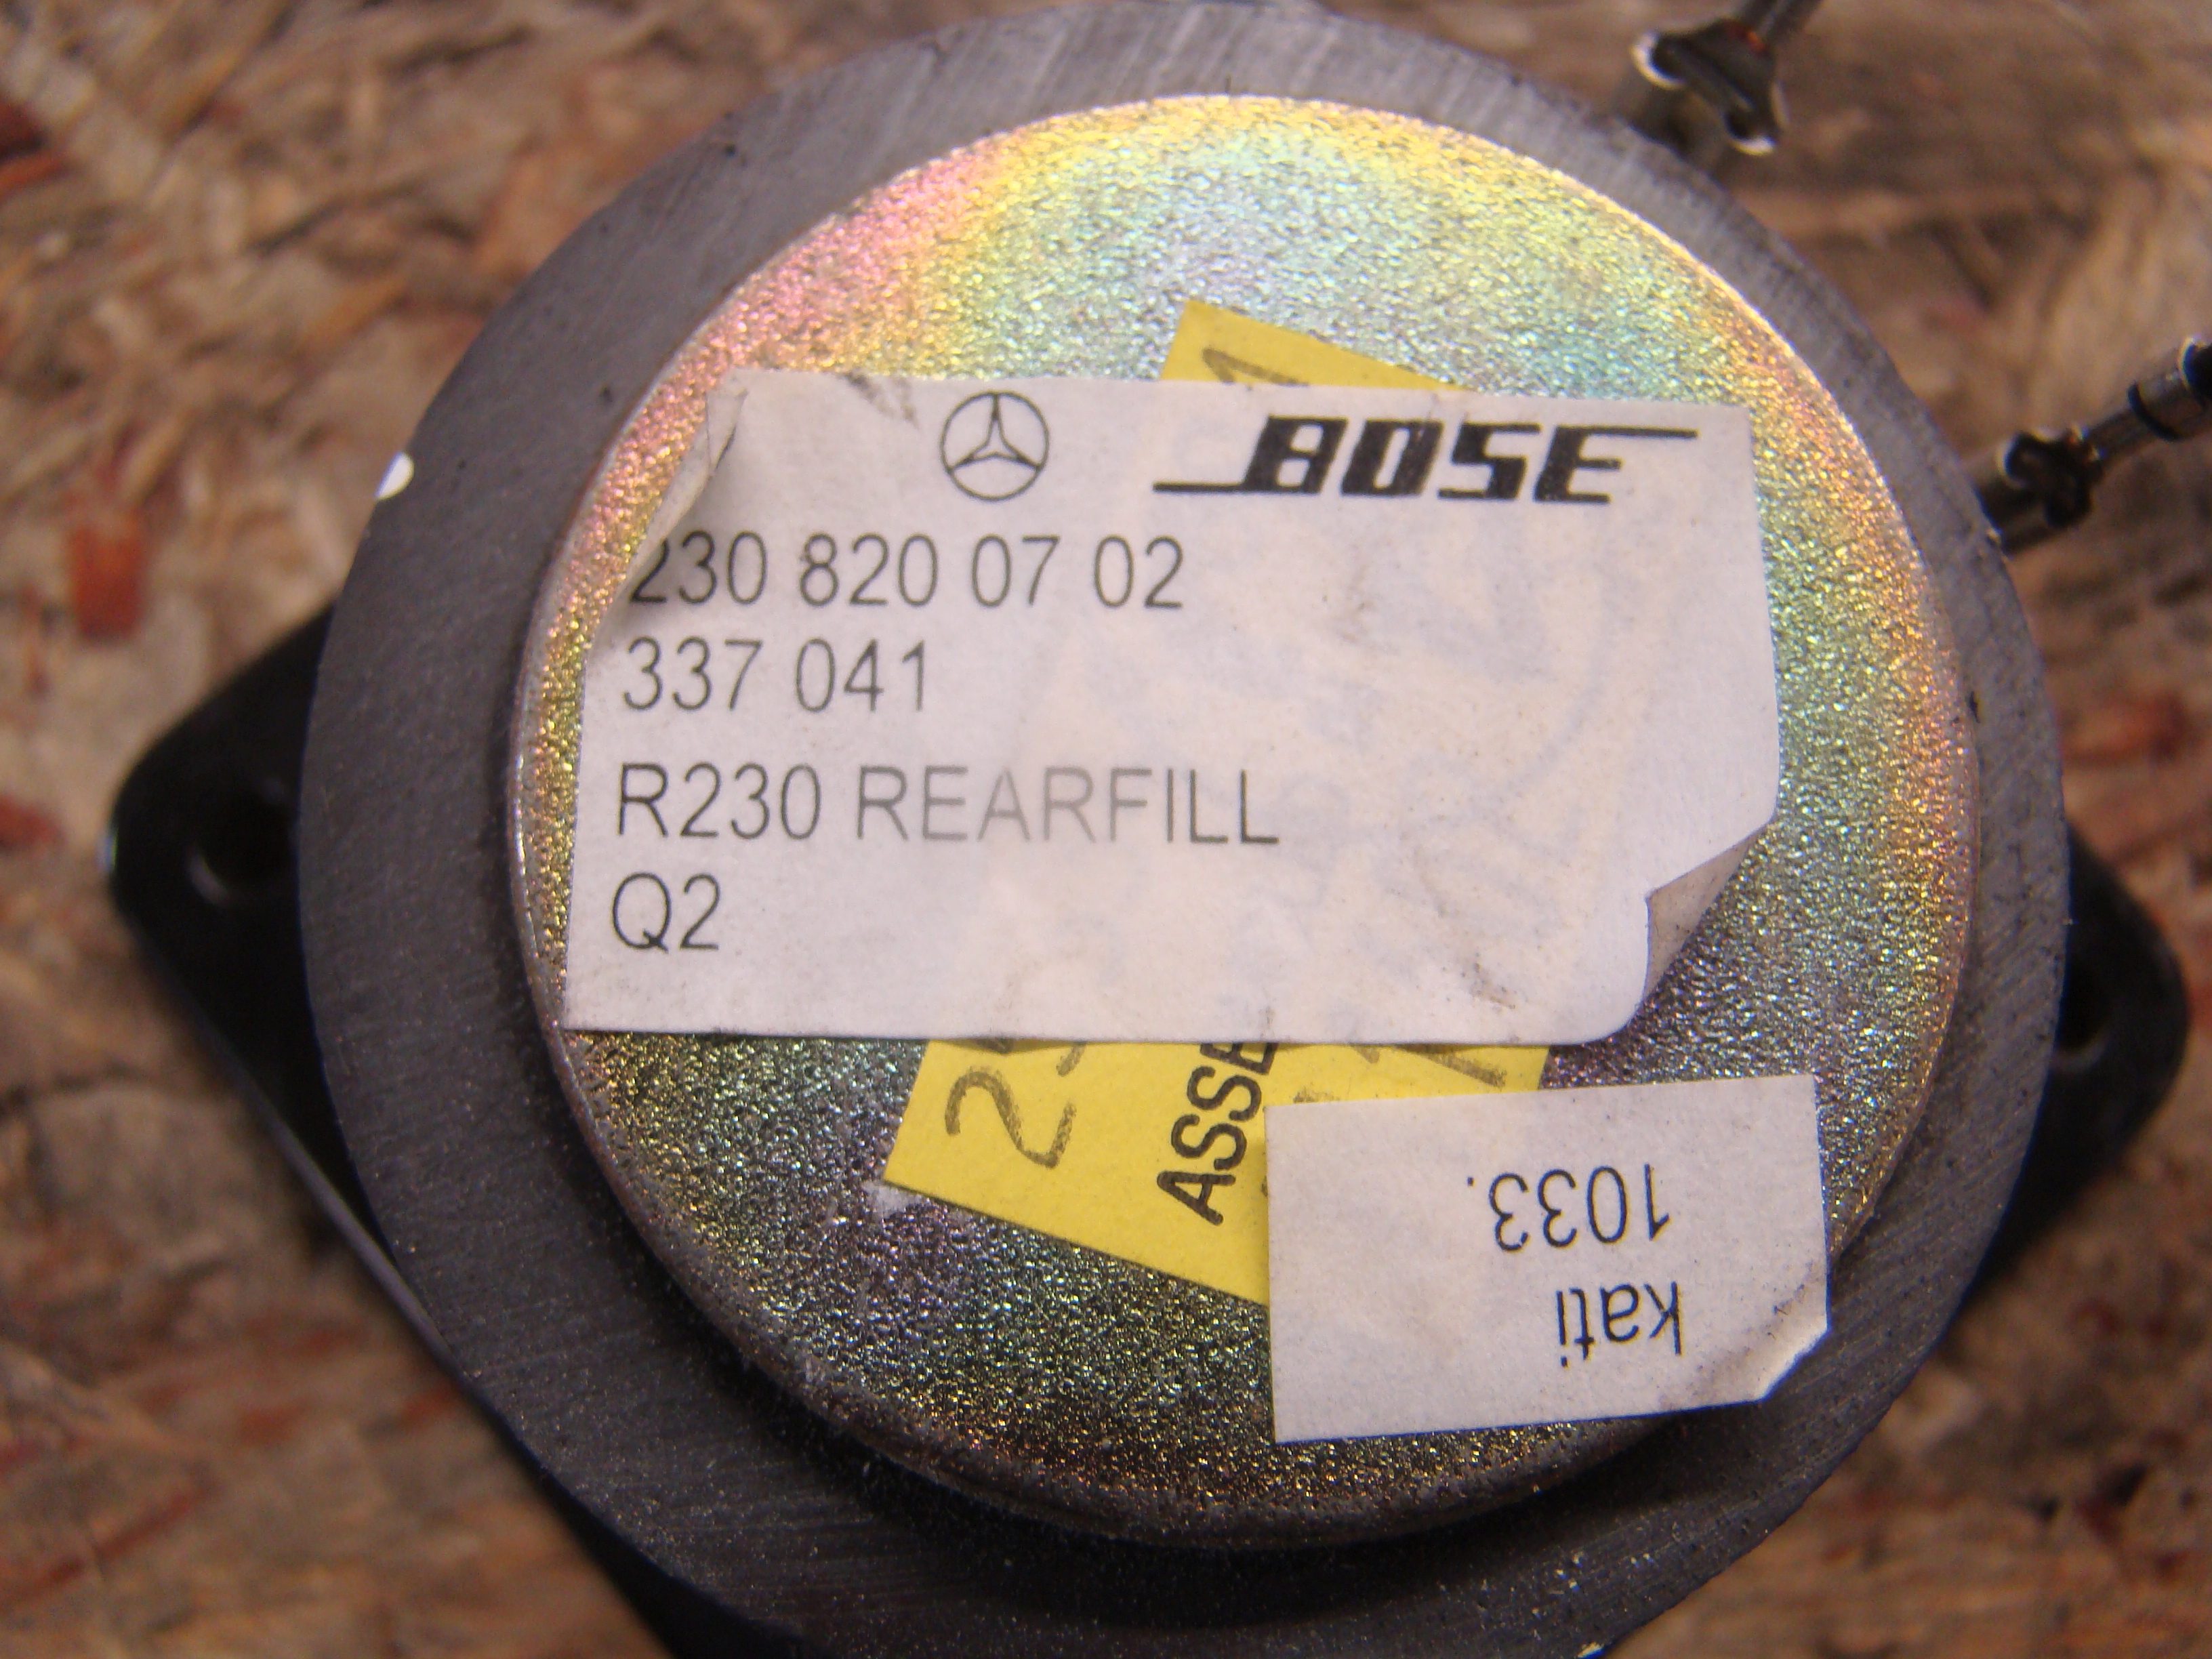 BOSE
230 820 07 02
337 041
R230 REARFILL
Q2
kati
1033.